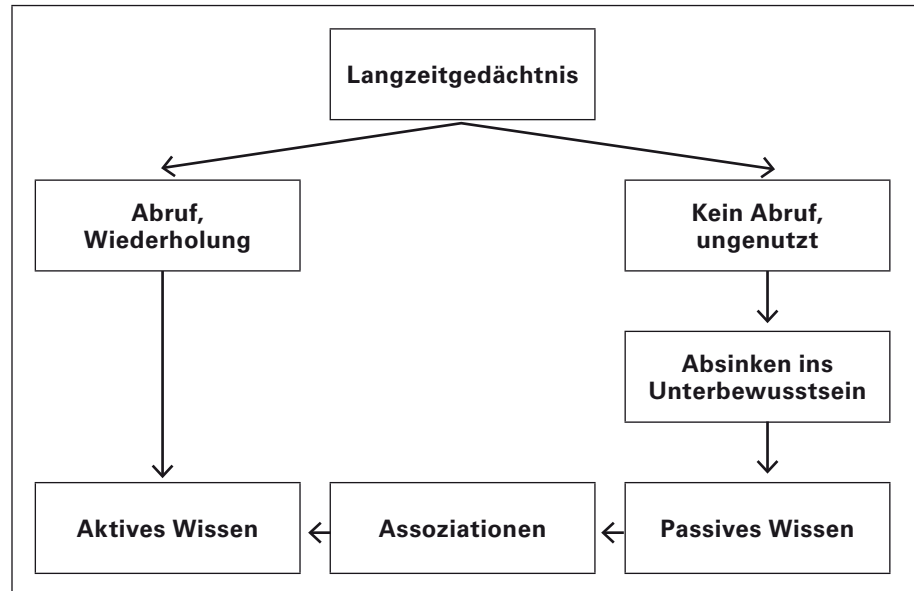 Langzeitgedächtnis
Abruf,
Wiederholung
Kein Abruf,
ungenutzt
Absinken ins
Unterbewusstsein
Aktives Wissen
Assoziationen
Passives Wissen